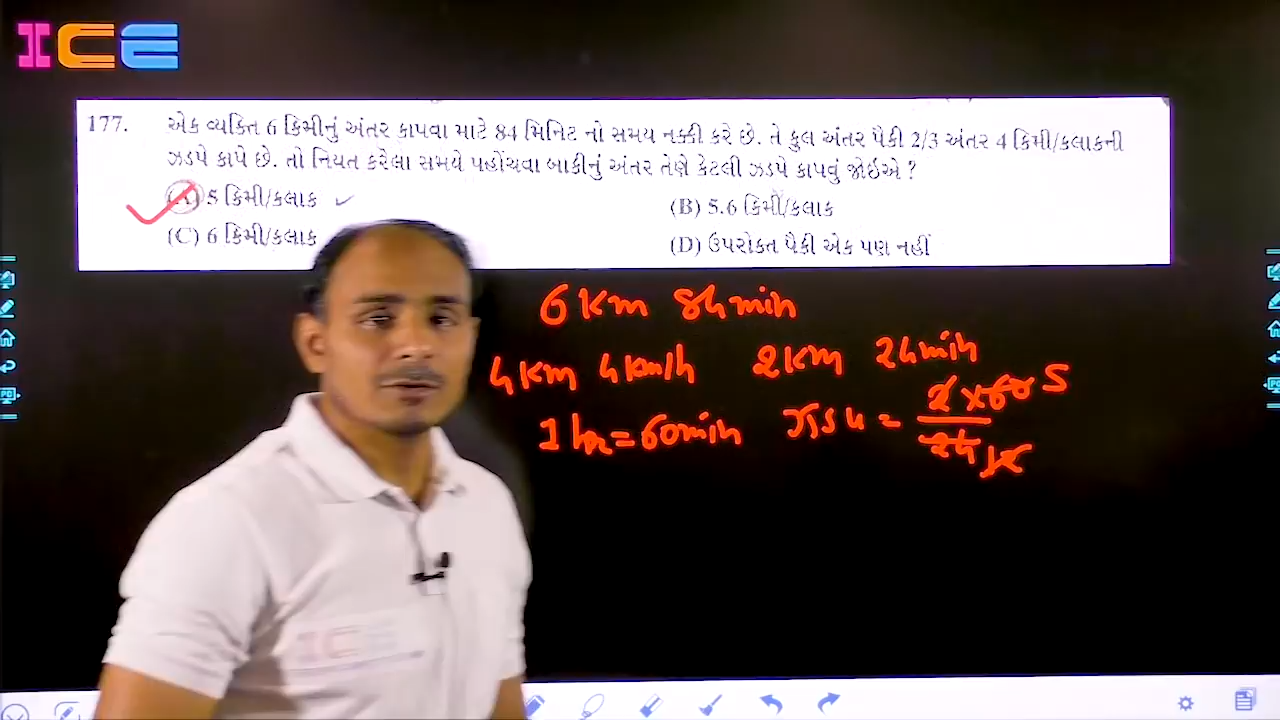 ICE
177. એક વ્યક્તિ 6 કિમીનું અંતર કાપવા માટે 84 મિનિટ નો સમય નક્કી કરે છે. તે કુલ અંતર પૈકી 2/3 અંતર 4 કિમી/કલાકની
ઝડપે કાપે છે. તો નિયત કરેલા સમયે પહોંચવા બાકીનું અંતર તેણે કેટલી ઝડપે કાપવું જોઇએ ?
(A) 5 કિમી/કલાક (B) 5.6 કિમી/કલાક
(C) 6 કિમી/કલાક (D) ઉપરોક્ત પૈકી એક પણ નહીં
6 Km 84 min
4 Km 4 Km/h 2 Km 24 min
1 hr = 60 min ઝડપ = 2 x 60 5
24 12
ICE